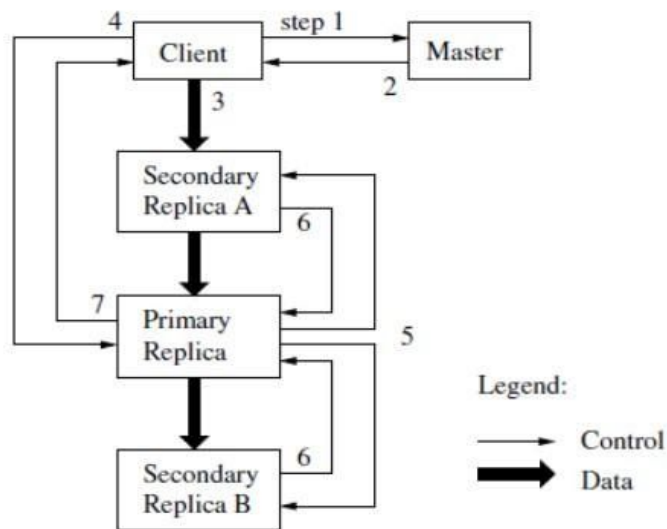 4
step 1
Client
Master
2
3
Secondary
Replica A
6
7
Primary
Replica
5
Legend:
Control
6
Data
Secondary
Replica B